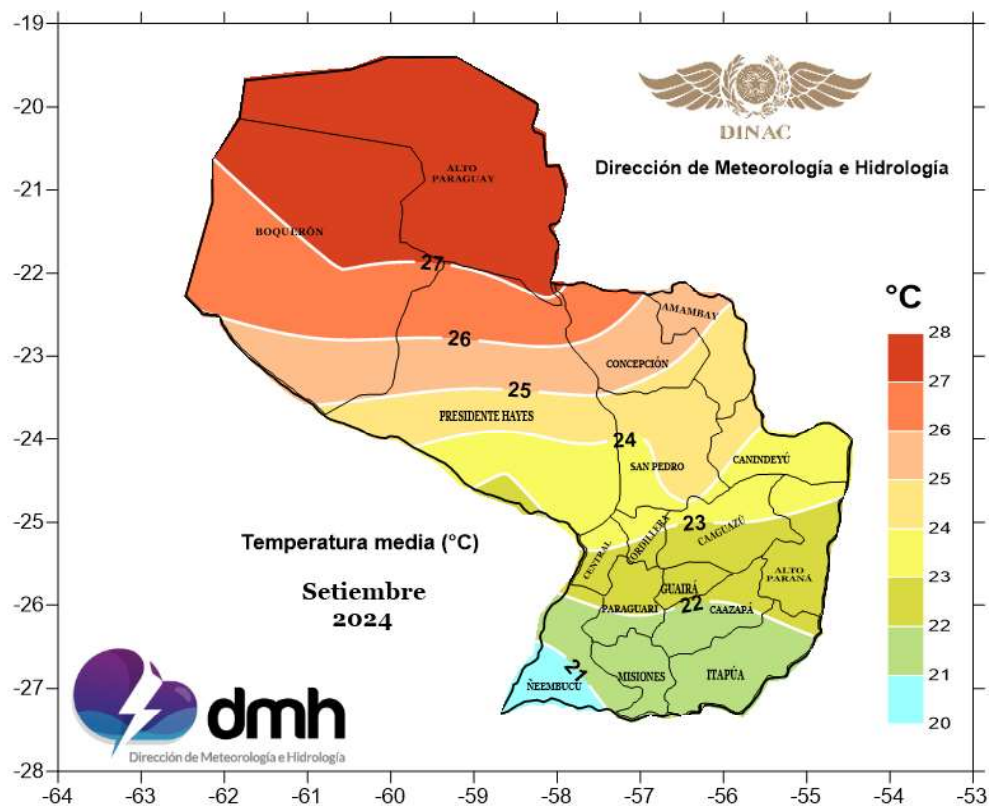 -19
-20
-21
-22
-23
-24
-25
-26
-27
-28
-64
-63
-62
-61
-60
-59
-58
-57
-56
-55
-54
-53
DINAC
Dirección de Meteorología e Hidrología
ALTO
PARAGUAY
BOQUERÓN
27
AMAMBAY
26
CONCEPCIÓN
25
PRESIDENTE HAYES
24
SAN PEDRO
CANINDEYÚ
23
CAAGUAZÚ
CORDILLERA
CENTRAL
ALTO
PARANÁ
GUAIRÁ
22
PARAGUARI
CAAZAPÁ
21
MISIONES
ITAPÚA
ÑEEMBUCÚ
°C
28
27
26
25
24
23
22
21
20
Temperatura media (°C)
Setiembre
2024
dmh
Dirección de Meteorología e Hidrología